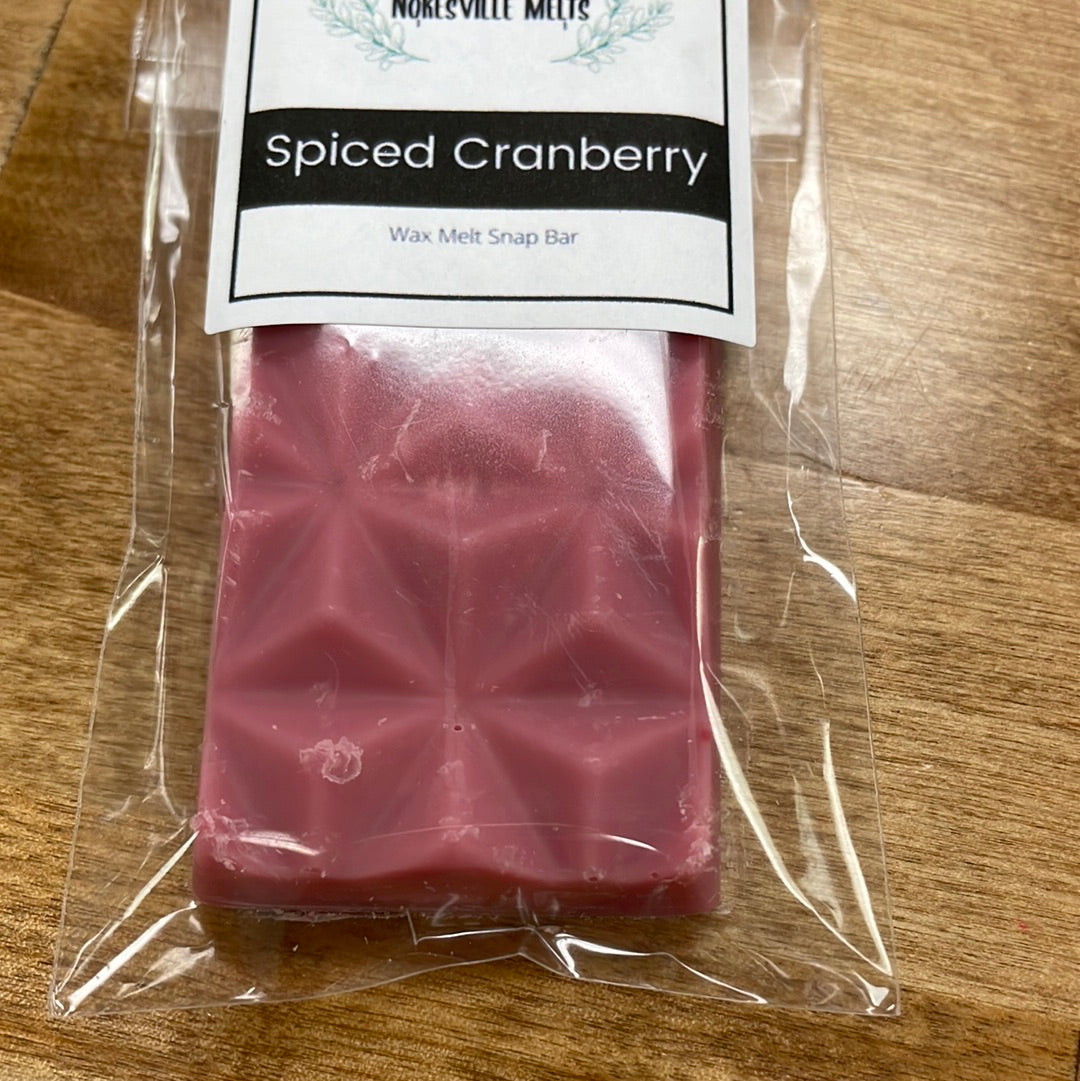 NOKESVILLE MELTS
Spiced Cranberry
Wax Melt Snap Bar